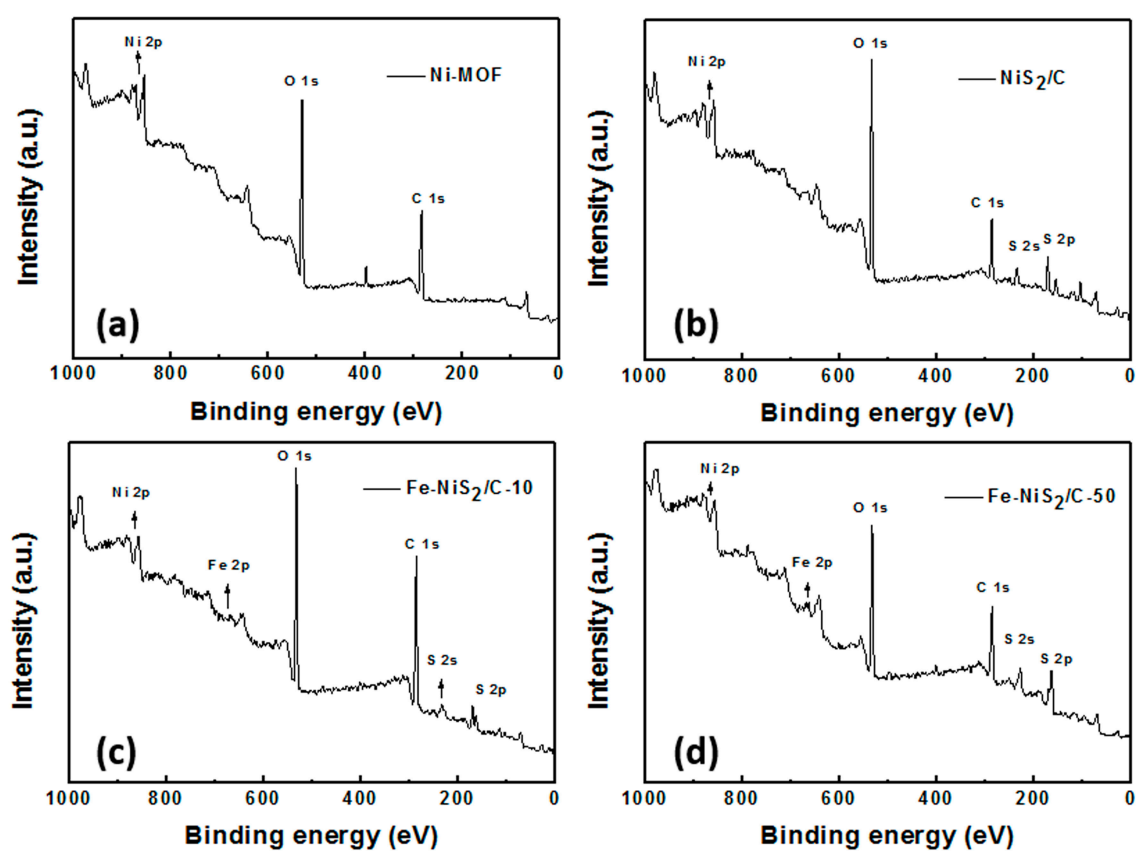 Ni 2p
O 1s
Ni-MOF
C 1s
Intensity (a.u.)
(a)
1000 800 600 400 200 0
Binding energy (eV)
Ni 2p
O 1s
NiS2/C
C 1s
S 2s
S 2p
Intensity (a.u.)
(b)
1000 800 600 400 200 0
Binding energy (eV)
O 1s
Ni 2p
Fe-NiS2/C-10
C 1s
Fe 2p
S 2s
S 2p
Intensity (a.u.)
(c)
1000 800 600 400 200 0
Binding energy (eV)
Ni 2p
O 1s
Fe-NiS2/C-50
Fe 2p
C 1s
S 2s
S 2p
Intensity (a.u.)
(d)
1000 800 600 400 200 0
Binding energy (eV)